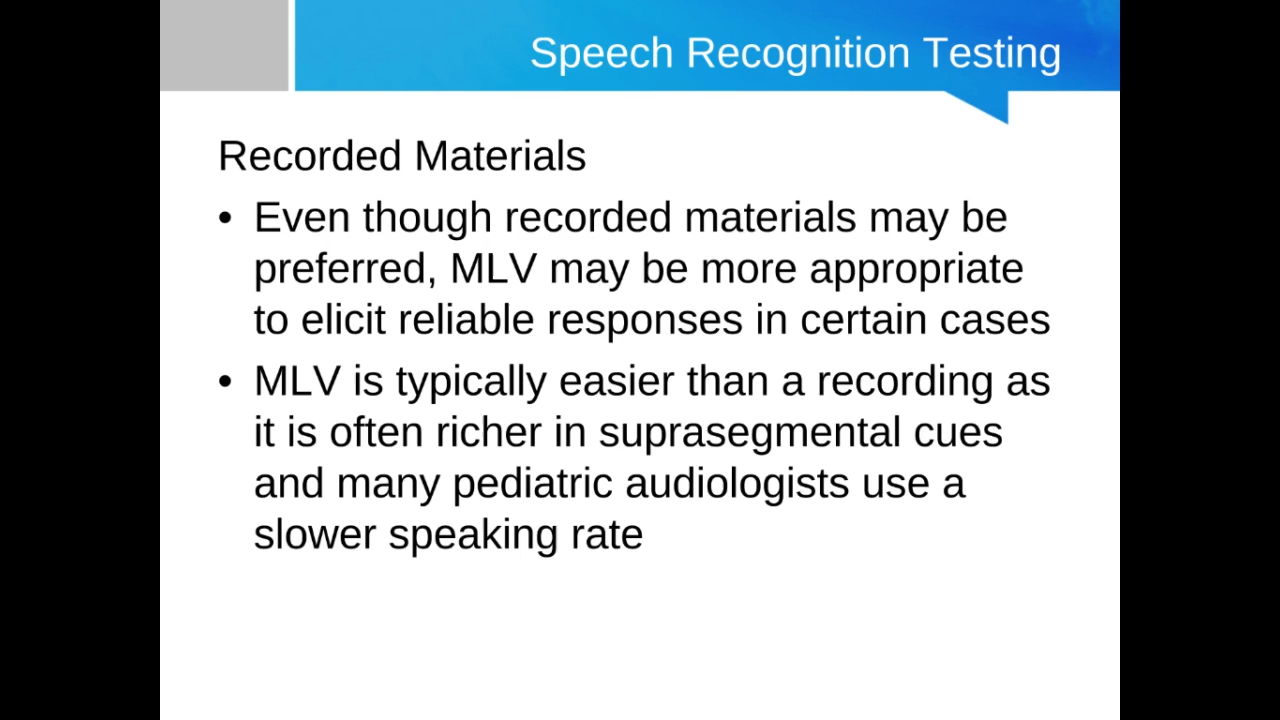 Speech Recognition Testing
Recorded Materials
• Even though recorded materials may be
preferred, MLV may be more appropriate
to elicit reliable responses in certain cases
• MLV is typically easier than a recording as
it is often richer in suprasegmental cues
and many pediatric audiologists use a
slower speaking rate